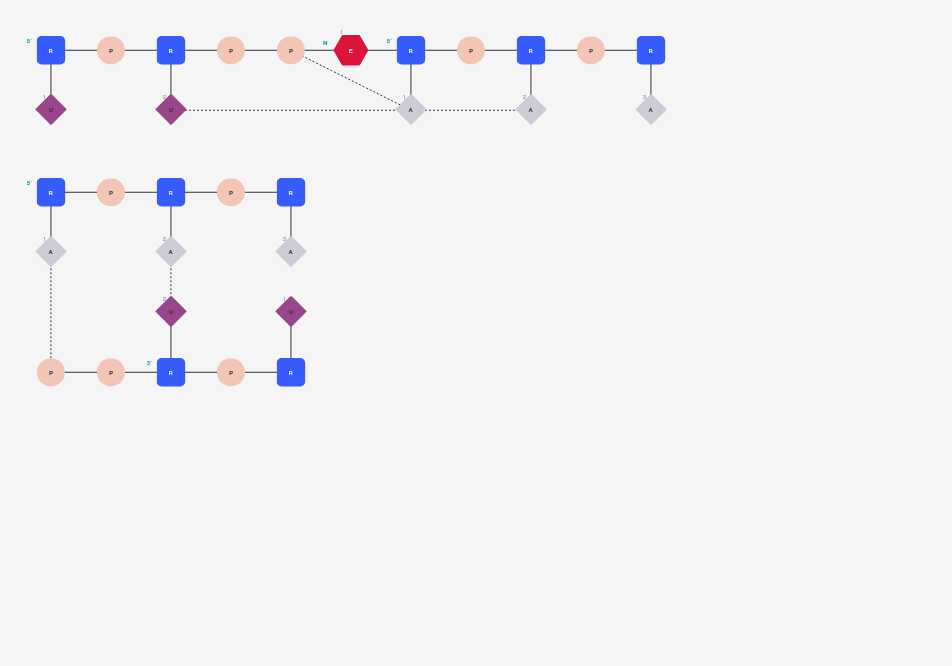 1
5' R P R P P N E 5' R P R P R
1 2 1 2 3
U U A A A
5' R P R P R
1 2 3
A A A
2 1
U U
3'
P P R P R